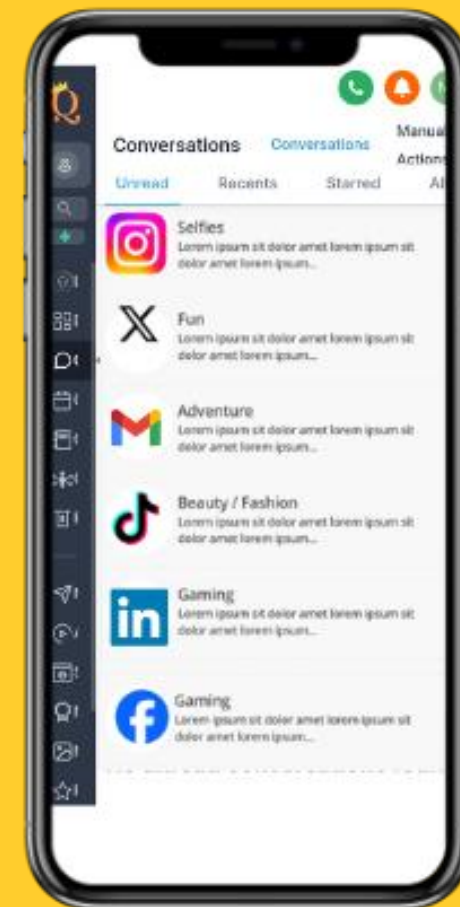 Q
Conversations
Conversations
Manual
Actions
Unread
Recents
Starred
Al
Selfies
Lorem ipsum sit dolor amet lorem ipsum sit
dolor amet lorem ipsum...
X
Fun
Lorem ipsum sit dolor amet lorem ipsum sit
dolor amet lorem ipsum...
Adventure
Lorem ipsum sit dolor amet lorem ipsum sit
dolor amet lorem ipsum...
Beauty / Fashion
Lorem ipsum sit dolor amet lorem ipsum sit
dolor amet lorem ipsum...
in
Gaming
Lorem ipsum sit dolor amet lorem ipsum sit
dolor amet lorem ipsum...
f
Gaming
Lorem ipsum sit dolor amet lorem ipsum sit
dolor amet lorem ipsum...